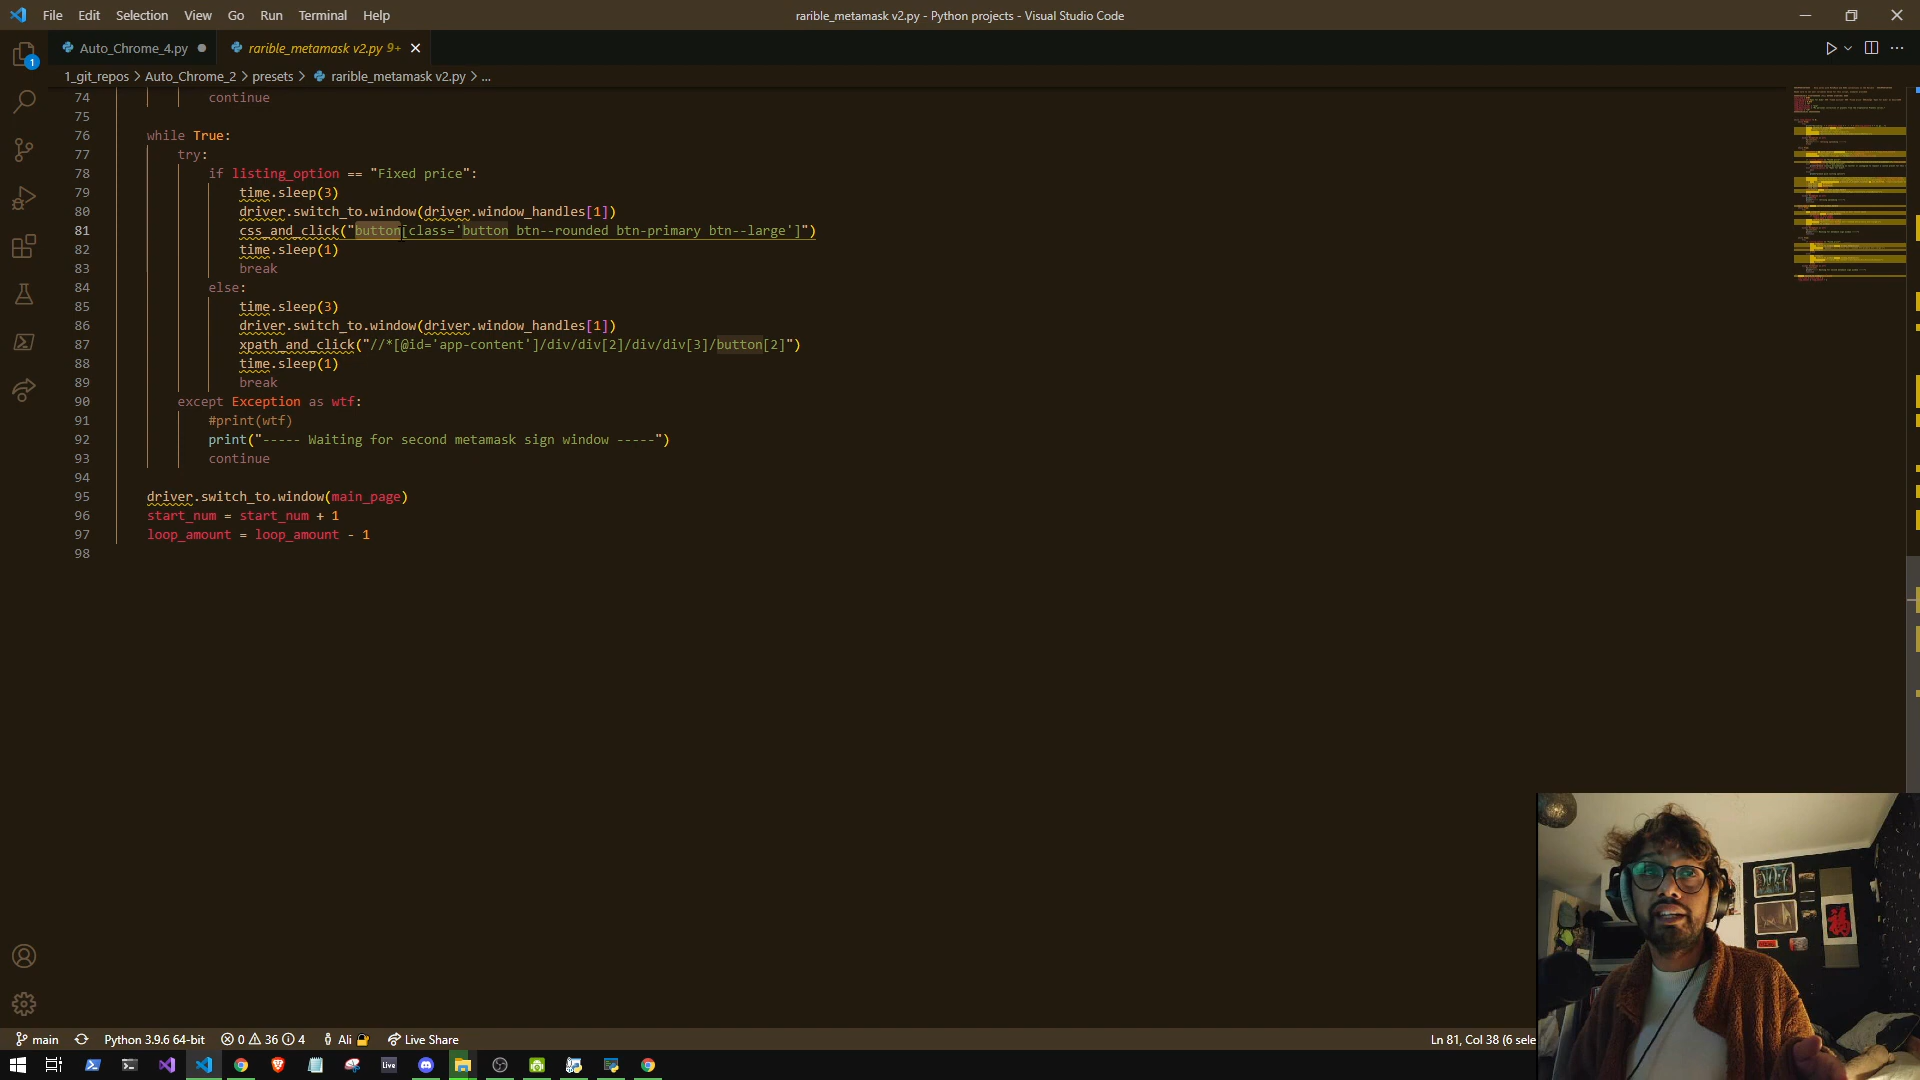 File Edit Selection View Go Run Terminal Help
rarible_metamask v2.py - Python projects - Visual Studio Code
Auto_Chrome_4.py
rarible_metamask v2.py 9+
1_git_repos > Auto_Chrome_2 > presets > rarible_metamask v2.py > ...
74 continue
75
76 while True:
77 try:
78 if listing_option == "Fixed price":
79 time.sleep(3)
80 driver.switch_to.window(driver.window_handles[1])
81 css_and_click("button[class='button btn--rounded btn-primary btn--large']")
82 time.sleep(1)
83 break
84 else:
85 time.sleep(3)
86 driver.switch_to.window(driver.window_handles[1])
87 xpath_and_click("//*[@id='app-content']/div/div[2]/div/div[3]/button[2]")
88 time.sleep(1)
89 break
90 except Exception as wtf:
91 #print(wtf)
92 print("----- Waiting for second metamask sign window -----")
93 continue
94
95 driver.switch_to.window(main_page)
96 start_num = start_num + 1
97 loop_amount = loop_amount - 1
98
1
福
main
Python 3.9.6 64-bit
0 36 4
Ali
Live Share
Ln 81, Col 38 (6 sele
live